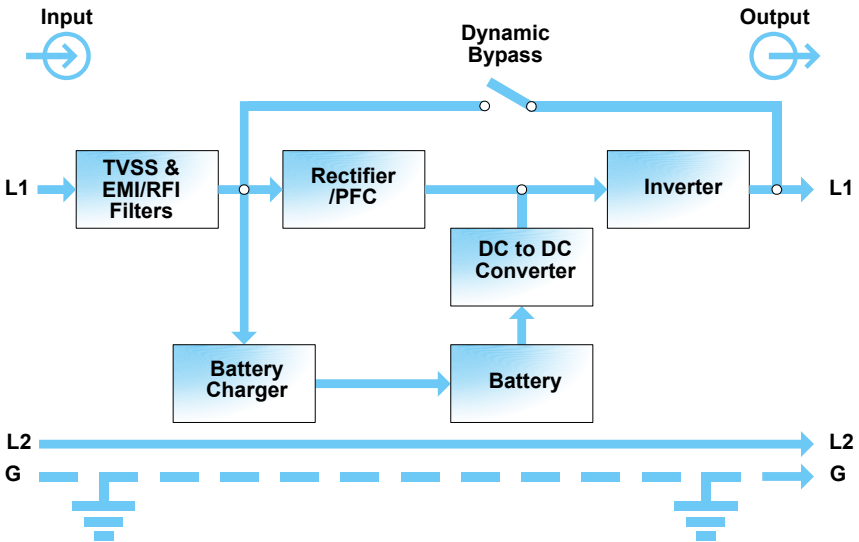 Input
Output
Dynamic
Bypass
L1
TVSS &
EMI/RFI
Filters
Rectifier
/PFC
Inverter
L1
DC to DC
Converter
Battery
Charger
Battery
L2
L2
G
G